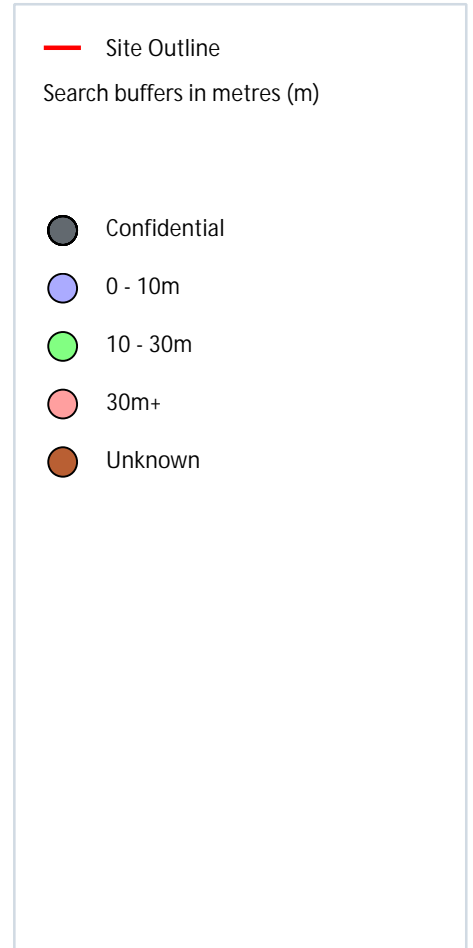 Site Outline
Search buffers in metres (m)
Confidential
0 - 10m
10 - 30m
30m+
Unknown